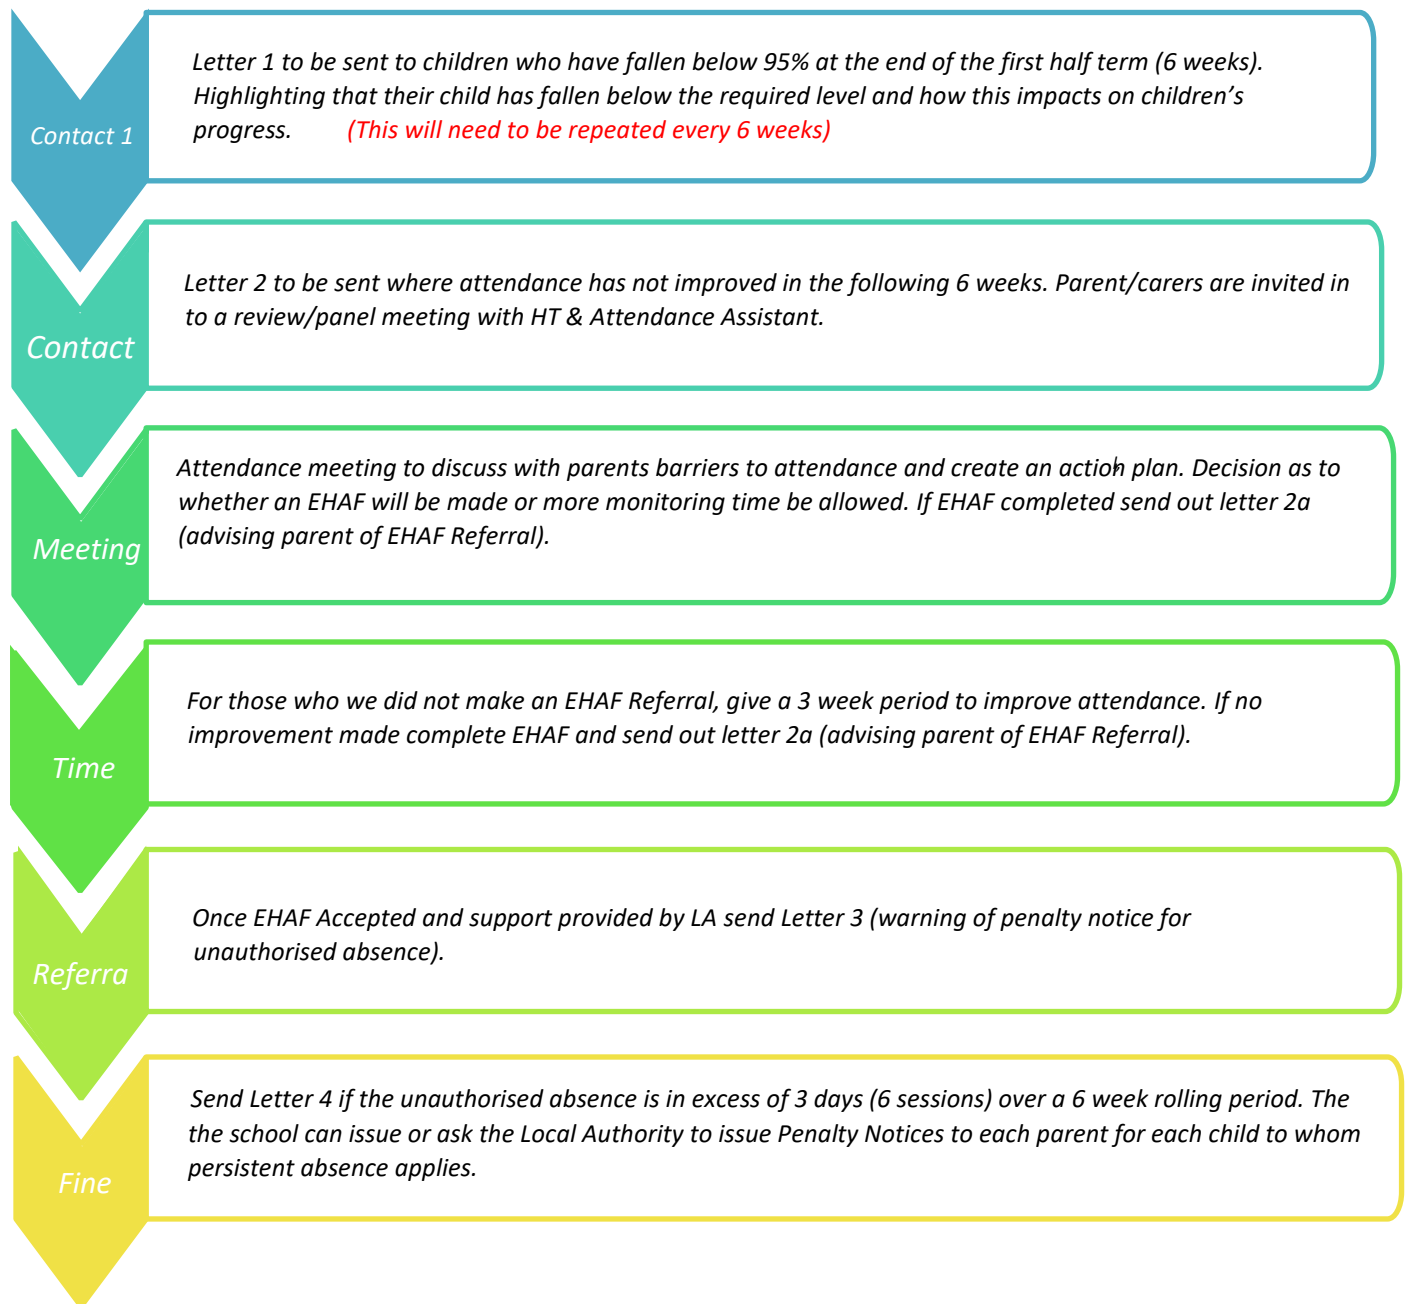 Contact 1
Letter 1 to be sent to children who have fallen below 95% at the end of the first half term (6 weeks).
Highlighting that their child has fallen below the required level and how this impacts on children’s
progress. (This will need to be repeated every 6 weeks)
Contact
Letter 2 to be sent where attendance has not improved in the following 6 weeks. Parent/carers are invited in
to a review/panel meeting with HT & Attendance Assistant.
Meeting
Attendance meeting to discuss with parents barriers to attendance and create an action plan. Decision as to
whether an EHAF will be made or more monitoring time be allowed. If EHAF completed send out letter 2a
(advising parent of EHAF Referral).
Time
For those who we did not make an EHAF Referral, give a 3 week period to improve attendance. If no
improvement made complete EHAF and send out letter 2a (advising parent of EHAF Referral).
Referra
Once EHAF Accepted and support provided by LA send Letter 3 (warning of penalty notice for
unauthorised absence).
Fine
Send Letter 4 if the unauthorised absence is in excess of 3 days (6 sessions) over a 6 week rolling period. The
the school can issue or ask the Local Authority to issue Penalty Notices to each parent for each child to whom
persistent absence applies.